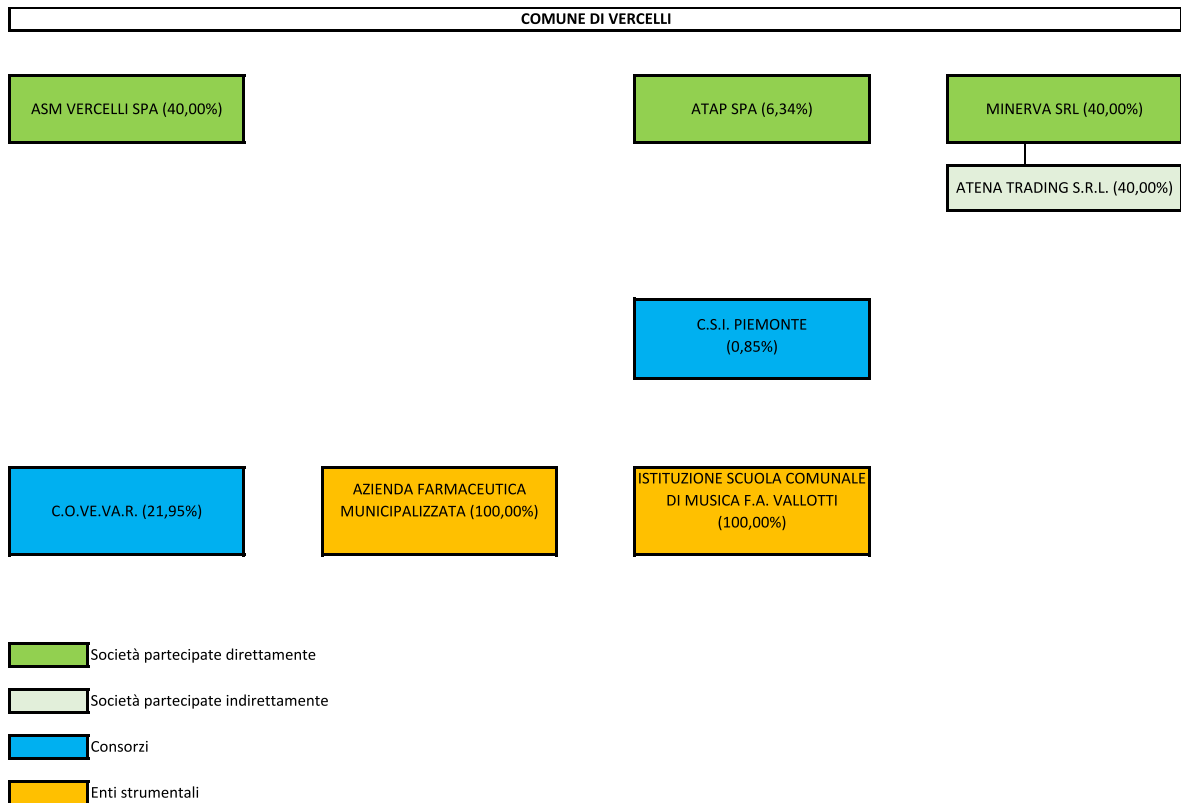 COMUNE DI VERCELLI
ASM VERCELLI SPA (40,00%)
ATAP SPA (6,34%)
MINERVA SRL (40,00%)
ATENA TRADING S.R.L. (40,00%)
C.S.I. PIEMONTE
(0,85%)
C.O.VE.VA.R. (21,95%)
AZIENDA FARMACEUTICA
MUNICIPALIZZATA (100,00%)
ISTITUZIONE SCUOLA COMUNALE
DI MUSICA F.A. VALLOTTI
(100,00%)
Società partecipate direttamente
Società partecipate indirettamente
Consorzi
Enti strumentali